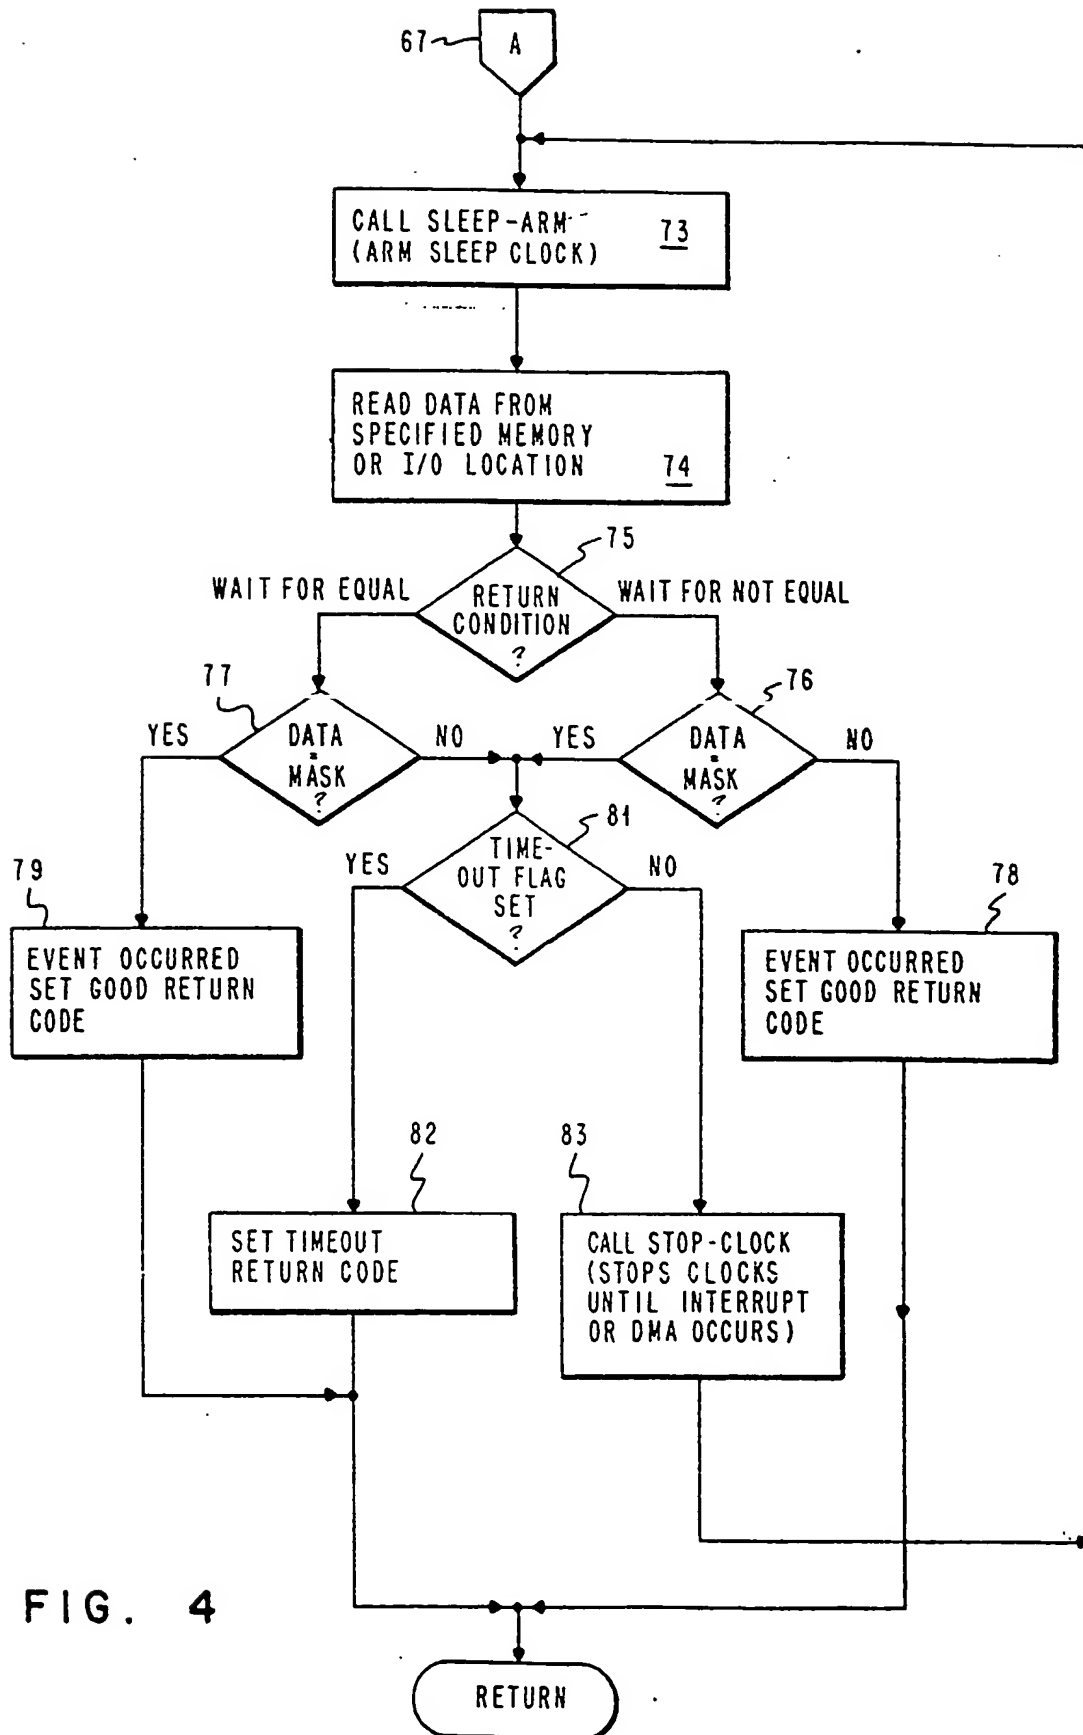 67
A
CALL SLEEP-ARM
(ARM SLEEP CLOCK)
73
READ DATA FROM
SPECIFIED MEMORY
OR I/O LOCATION
74
75
WAIT FOR EQUAL
RETURN
CONDITION
?
WAIT FOR NOT EQUAL
77
76
YES
DATA
=
MASK
?
NO
YES
DATA
=
MASK
?
NO
81
YES
TIME-
OUT FLAG
SET
?
NO
79
78
EVENT OCCURRED
SET GOOD RETURN
CODE
EVENT OCCURRED
SET GOOD RETURN
CODE
82
83
SET TIMEOUT
RETURN CODE
CALL STOP-CLOCK
(STOPS CLOCKS
UNTIL INTERRUPT
OR DMA OCCURS)
FIG. 4
RETURN